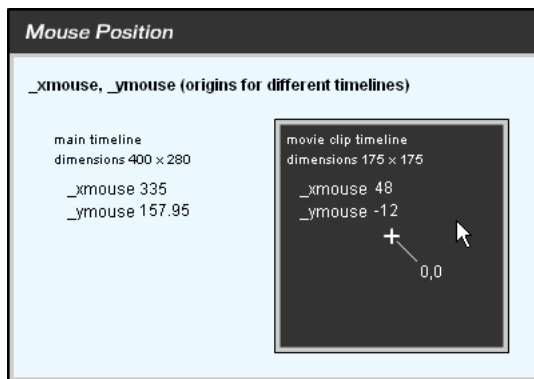 Mouse Position
_xmouse, _ymouse (origins for different timelines)
main timeline
dimensions 400 × 280
_xmouse 335
_ymouse 157.95
movie clip timeline
dimensions 175 × 175
_xmouse 48
_ymouse -12
0,0